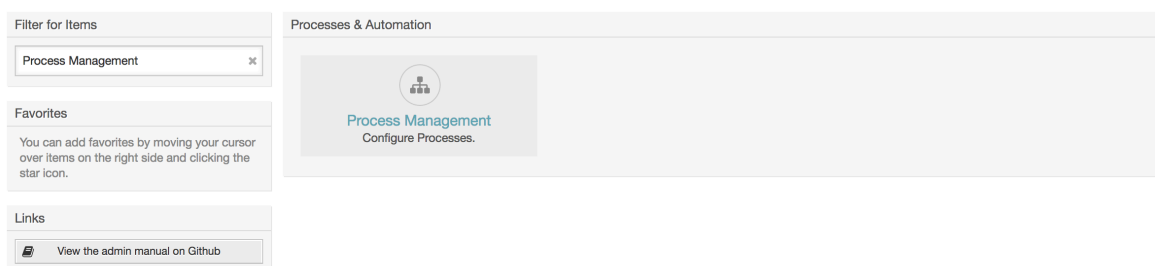 Filter for Items
Process Management
Favorites
You can add favorites by moving your cursor
over items on the right side and clicking the
star icon.
Links
View the admin manual on Github
Processes & Automation
Process Management
Configure Processes.